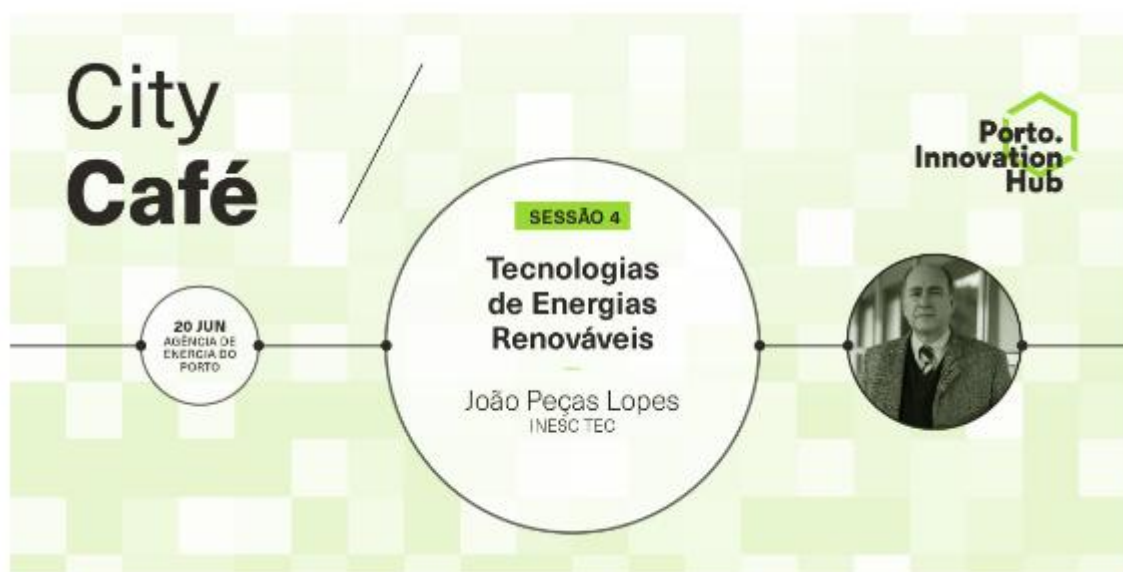 City
Café
Porto.
Innovation
Hub
SESSÃO 4
Tecnologias
de Energias
Renováveis
João Peças Lopes
INESC TEC
20 JUN
AGÊNCIA DE
ENERGIA DO
PORTO